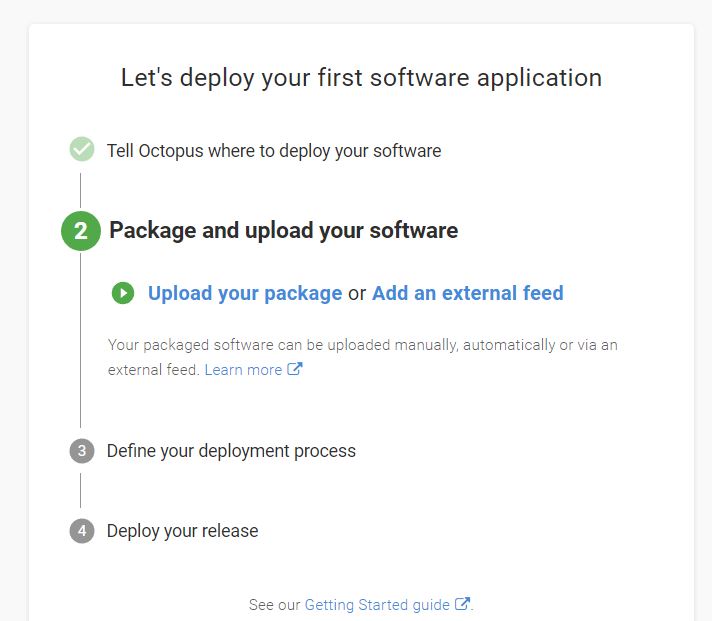 Let's deploy your first software application
Tell Octopus where to deploy your software
2 Package and upload your software
Upload your package or Add an external feed
Your packaged software can be uploaded manually, automatically or via an
external feed. Learn more
3 Define your deployment process
4 Deploy your release
See our Getting Started guide.